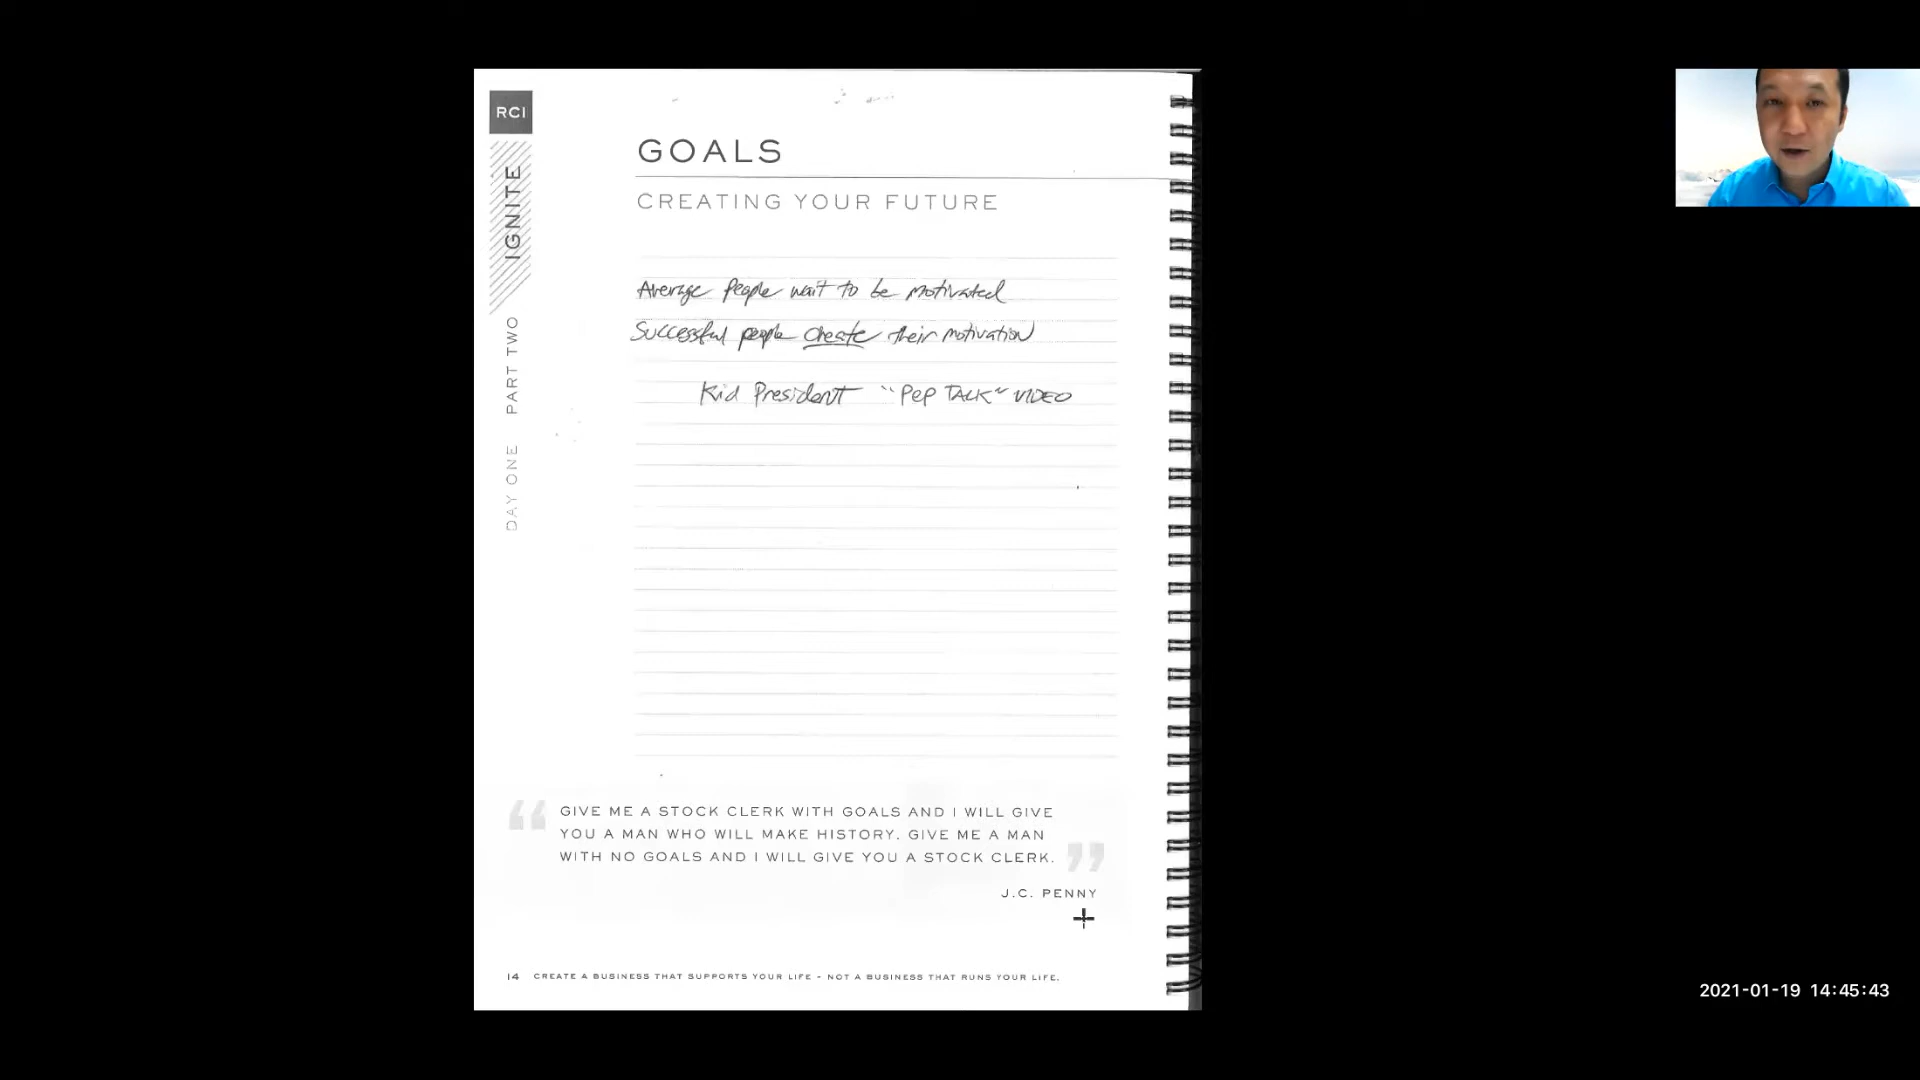 RCI
IGNITE
PART TWO
DAY ONE
GOALS
CREATING YOUR FUTURE
Average People wait to be motivated
Successful people create their motivation
Kid President "Pep TALK" VIDEO
“ GIVE ME A STOCK CLERK WITH GOALS AND I WILL GIVE
YOU A MAN WHO WILL MAKE HISTORY. GIVE ME A MAN
WITH NO GOALS AND I WILL GIVE YOU A STOCK CLERK. ”
J.C. PENNY
14 CREATE A BUSINESS THAT SUPPORTS YOUR LIFE - NOT A BUSINESS THAT RUNS YOUR LIFE.
2021-01-19 14:45:43